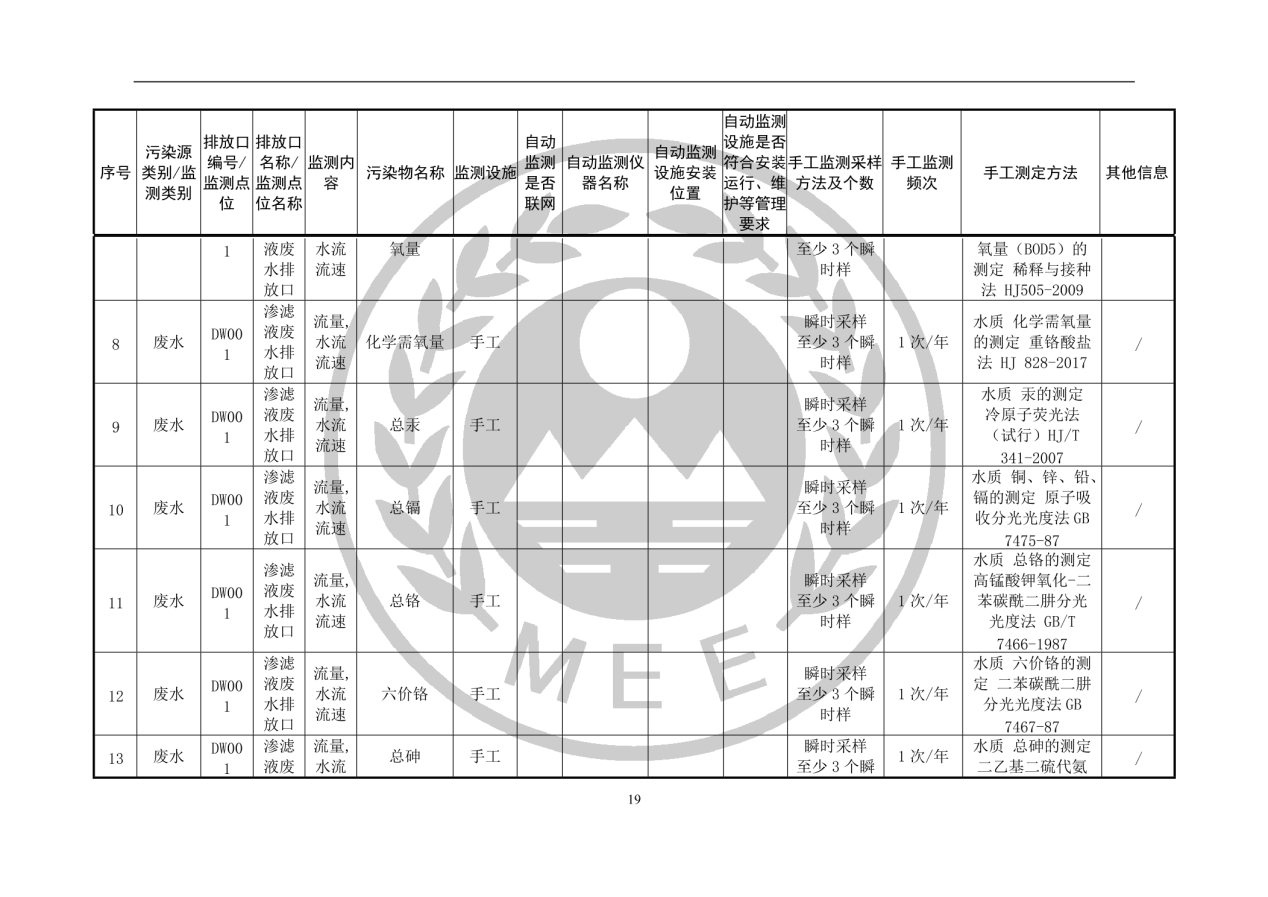 序号
污染源
类别/监
测类别
排放口
编号/
监测点
位
排放口
名称/
监测点
位名称
监测内
容
污染物名称
监测设施
自动
监测
是否
联网
自动监测仪
器名称
自动监测
设施安装
位置
自动监测
设施是否
符合安装
运行、维
护等管理
要求
手工监测采样
方法及个数
手工监测
频次
手工测定方法
其他信息
1
液废
水排
放口
水流
流速
氧量
至少 3 个瞬
时样
氧量（BOD5）的
测定 稀释与接种
法 HJ505-2009
8
废水
DW00
1
渗滤
液废
水排
放口
流量,
水流
流速
化学需氧量
手工
瞬时采样
至少 3 个瞬
时样
1 次/年
水质 化学需氧量
的测定 重铬酸盐
法 HJ 828-2017
/
9
废水
DW00
1
渗滤
液废
水排
放口
流量,
水流
流速
总汞
手工
瞬时采样
至少 3 个瞬
时样
1 次/年
水质 汞的测定
冷原子荧光法
（试行）HJ/T
341-2007
/
10
废水
DW00
1
渗滤
液废
水排
放口
流量,
水流
流速
总镉
手工
瞬时采样
至少 3 个瞬
时样
1 次/年
水质 铜、锌、铅、
镉的测定 原子吸
收分光光度法 GB
7475-87
/
11
废水
DW00
1
渗滤
液废
水排
放口
流量,
水流
流速
总铬
手工
瞬时采样
至少 3 个瞬
时样
1 次/年
水质 总铬的测定
高锰酸钾氧化-二
苯碳酰二肼分光
光度法 GB/T
7466-1987
/
12
废水
DW00
1
渗滤
液废
水排
放口
流量,
水流
流速
六价铬
手工
瞬时采样
至少 3 个瞬
时样
1 次/年
水质 六价铬的测
定 二苯碳酰二肼
分光光度法 GB
7467-87
/
13
废水
DW00
1
渗滤
液废
流量,
水流
总砷
手工
瞬时采样
至少 3 个瞬
1 次/年
水质 总砷的测定
二乙基二硫代氨
/
MEE
19